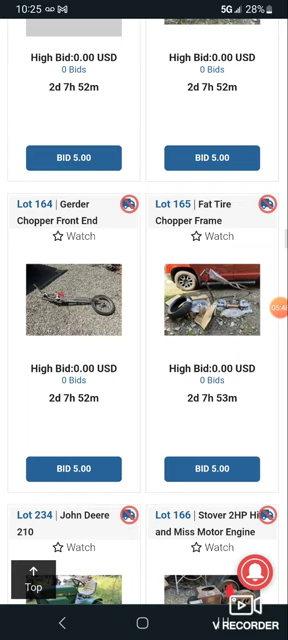 10:25
5G 28%
High Bid:0.00 USD
0 Bids
2d 7h 52m
BID 5.00
High Bid:0.00 USD
0 Bids
2d 7h 52m
BID 5.00
Lot 164 | Gerder
Chopper Front End
Watch
High Bid:0.00 USD
0 Bids
2d 7h 52m
BID 5.00
Lot 165 | Fat Tire
Chopper Frame
Watch
High Bid:0.00 USD
0 Bids
2d 7h 53m
BID 5.00
Lot 234 | John Deere
210
Watch
Lot 166 | Stover 2HP Hit
and Miss Motor Engine
Watch
Top
V RECORDER